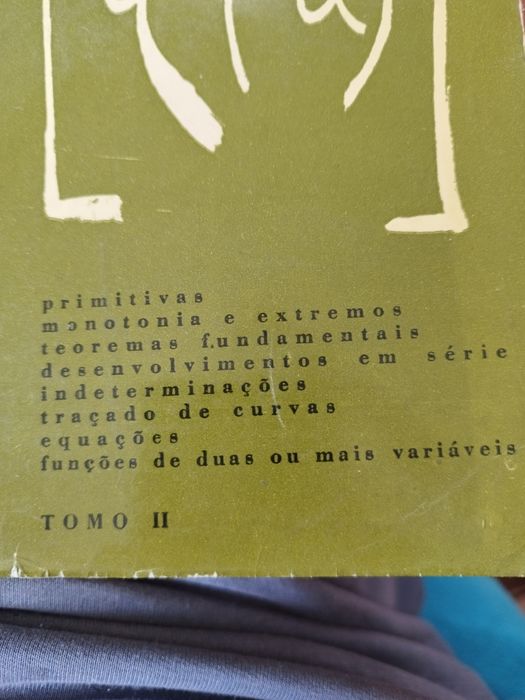 primitivas
monotonia e extremos
teoremas f.undamentais
desenvolvimentos em série
indeterminações
traçado de curvas
equações
funções de duas ou mais variáveis
TOMO II